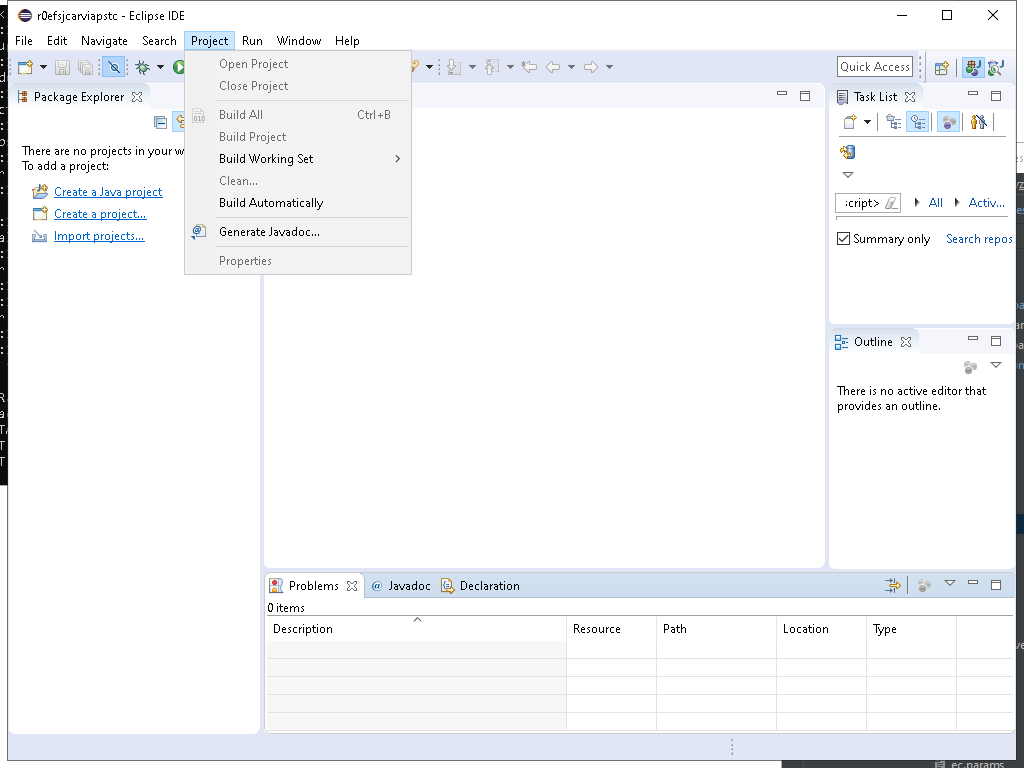 r0efsjcarviapstc - Eclipse IDE
File Edit Navigate Search Project Run Window Help
Open Project
Close Project
Build All Ctrl+B
Build Project
Build Working Set
Clean...
Build Automatically
Generate Javadoc...
Properties
Quick Access
Package Explorer
There are no projects in your w
To add a project:
Create a Java project
Create a project...
Import projects...
Task List
:cript> All Activ...
Summary only Search repos
Outline
There is no active editor that
provides an outline.
Problems Javadoc Declaration
0 items
Description Resource Path Location Type
ec.params